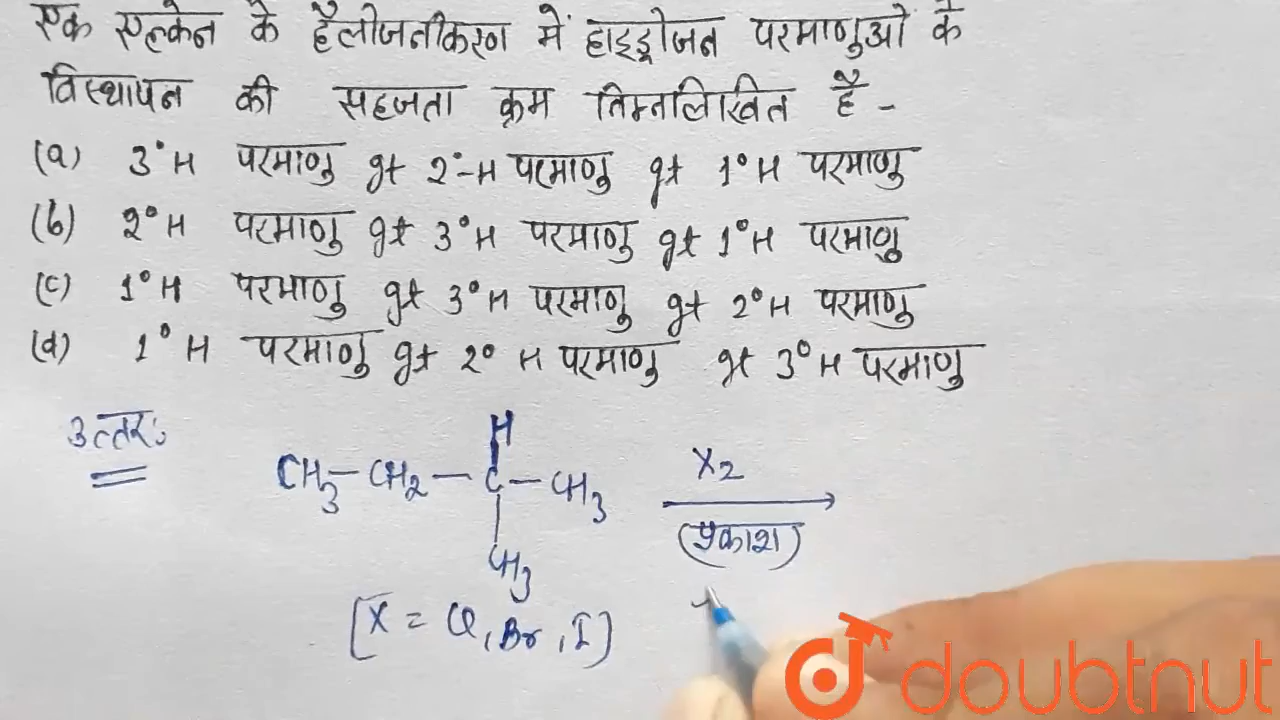 एक एल्केन के हैलोजनीकरण में हाइड्रोजन परमाणुओं के
विस्थापन की सहजता क्रम निम्नलिखित है -
(a) 3°H परमाणु gt 2°-H परमाणु gt 1°H परमाणु
(b) 2°H परमाणु gt 3°H परमाणु gt 1°H परमाणु
(c) 1°H परमाणु gt 3°H परमाणु gt 2°H परमाणु
(d) 1°H परमाणु gt 2°H परमाणु gt 3°H परमाणु
उत्तर:
H
CH3-CH2-C-CH3
CH3
X2
(प्रकाश)
[X = Cl, Br, I]
doubtnut